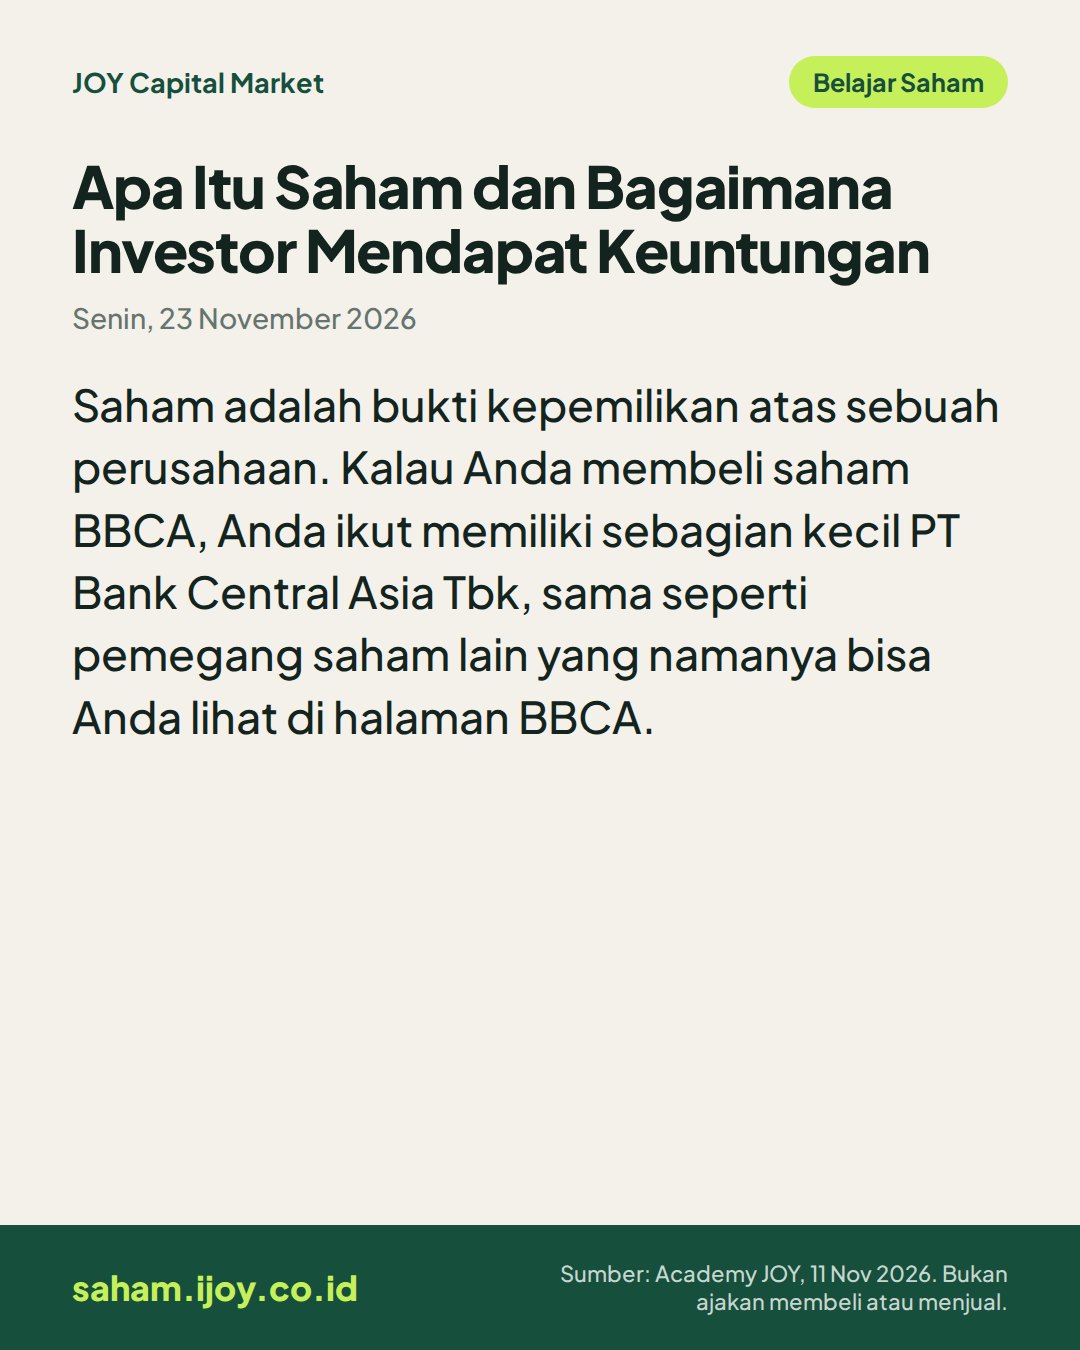 JOY Capital Market
Belajar Saham
Apa Itu Saham dan Bagaimana
Investor Mendapat Keuntungan
Senin, 23 November 2026
Saham adalah bukti kepemilikan atas sebuah
perusahaan. Kalau Anda membeli saham
BBCA, Anda ikut memiliki sebagian kecil PT
Bank Central Asia Tbk, sama seperti
pemegang saham lain yang namanya bisa
Anda lihat di halaman BBCA.
saham.ijoy.co.id
Sumber: Academy JOY, 11 Nov 2026. Bukan
ajakan membeli atau menjual.